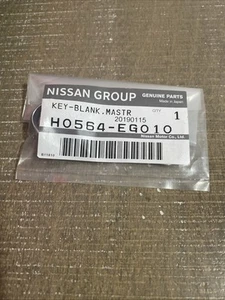 NISSAN GROUP
GENUINE PARTS
Made in Japan
KEY-BLANK.MASTR
QTY
1
20190115
H0564-EG010
Nissan Motor Co., Ltd.